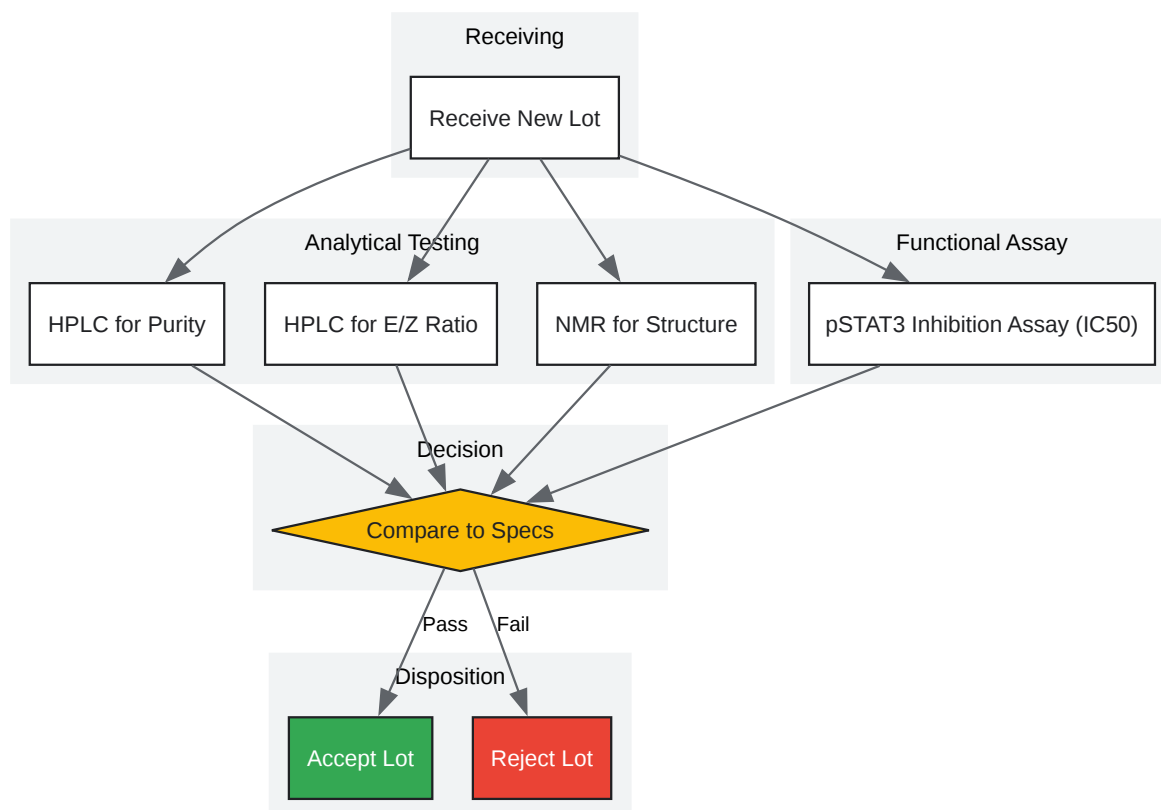 Receiving
Receive New Lot
Analytical Testing
Functional Assay
HPLC for Purity
HPLC for E/Z Ratio
NMR for Structure
pSTAT3 Inhibition Assay (IC50)
Decision
Compare to Specs
Pass
Fail
Disposition
Accept Lot
Reject Lot